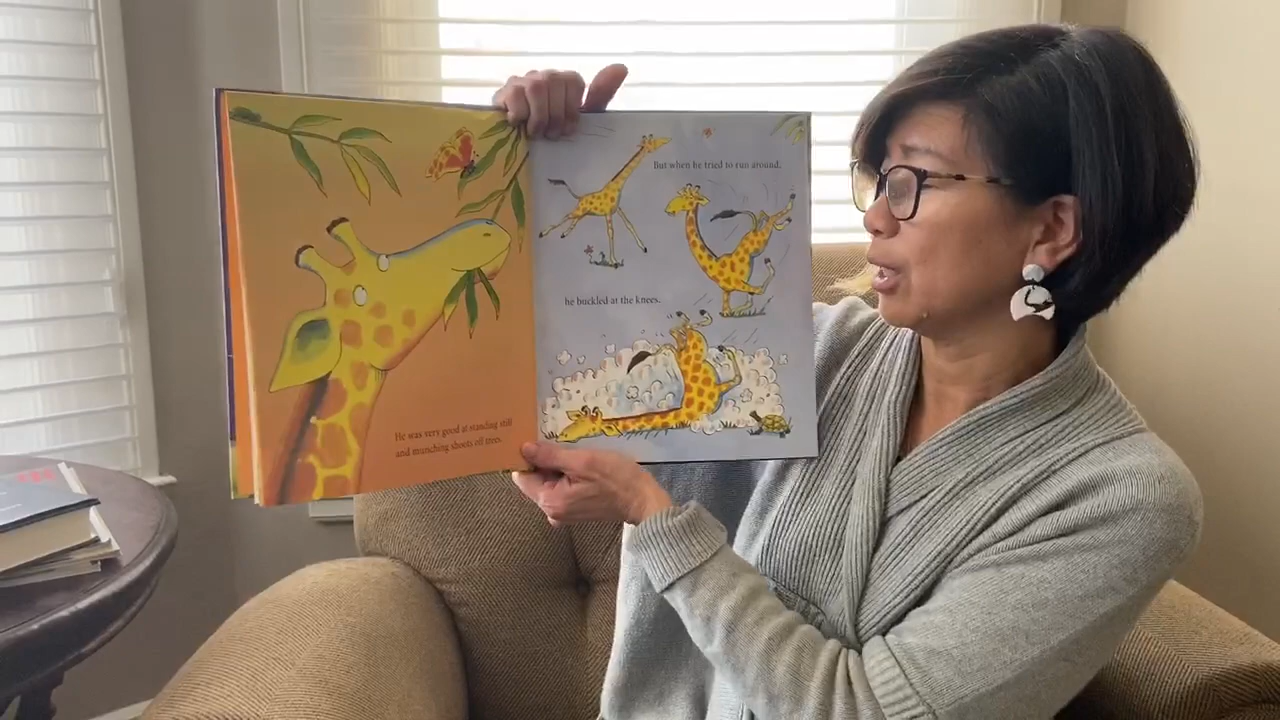 He was very good at standing still
and munching shoots off trees
But when he tried to run around,
he buckled at the knees.